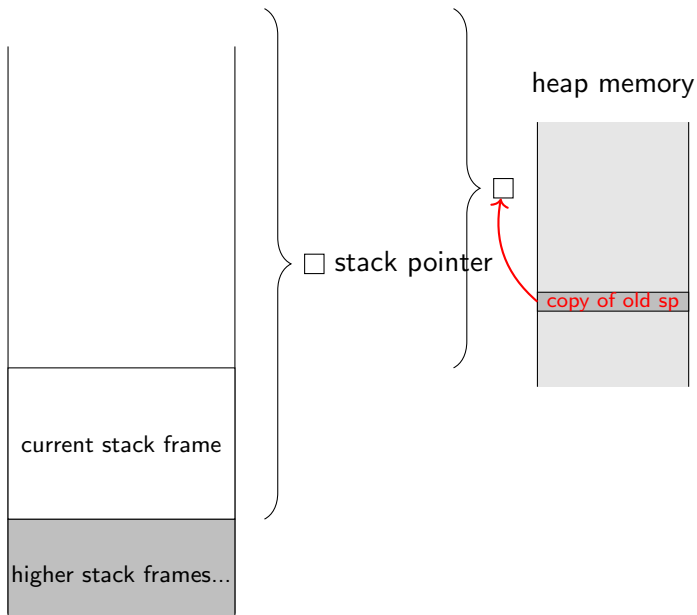 heap memory
stack pointer
copy of old sp
current stack frame
higher stack frames...